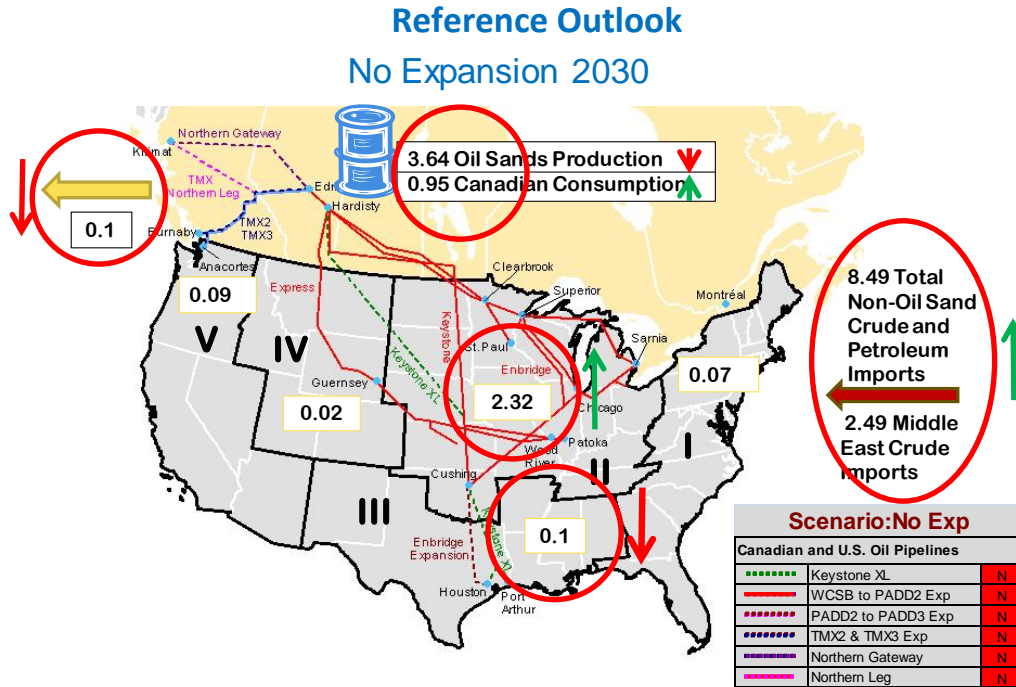 Reference Outlook
No Expansion 2030
Northern Gateway
Kitimat
TMX
Northern Leg
3.64 Oil Sands Production
0.95 Canadian Consumption
Hardisty
0.1
TMX2
TMX3
Burnaby
Anacortes
0.09
Clearbrook
Superior
Montréal
Express
Keystone
St.Paul
Sarnia
V
IV
Keystone XL
Enbridge
0.07
Guernsey
0.02
2.32
Chicago
8.49 Total
Non-Oil Sand
Crude and
Petroleum
Imports
2.49 Middle
East Crude
Imports
Wood
River
Patoka
I
II
Cushing
III
0.1
Keystone XL
Enbridge
Expansion
Houston
Port
Arthur
Scenario:No Exp
Canadian and U.S. Oil Pipelines
Keystone XL N
WCSB to PADD2 Exp N
PADD2 to PADD3 Exp N
TMX2 & TMX3 Exp N
Northern Gateway N
Northern Leg N